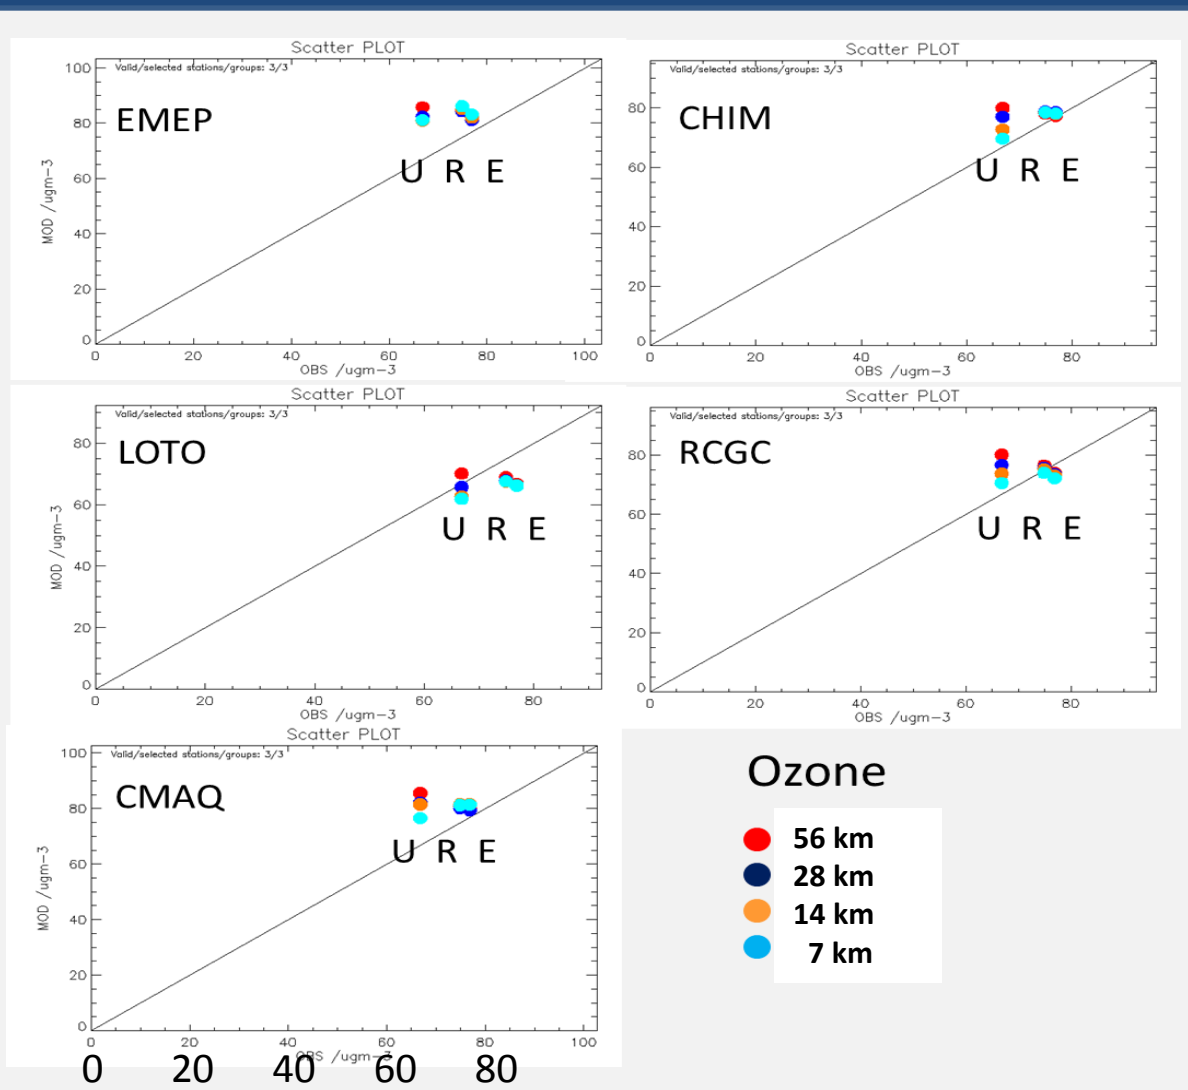 Scatter PLOT
Valid/selected stations/groups: 3/3
EMEP
U R E
100
80
60
40
20
0
MOD /ugm-3
0 20 40 60 80 100
OBS /ugm-3
Scatter PLOT
Valid/selected stations/groups: 3/3
CHIM
U R E
80
60
40
20
0
0 20 40 60 80
OBS /ugm-3
Scatter PLOT
Valid/selected stations/groups: 3/3
LOTO
U R E
80
60
40
20
0
MOD /ugm-3
0 20 40 60 80
OBS /ugm-3
Scatter PLOT
Valid/selected stations/groups: 3/3
RCGC
U R E
80
60
40
20
0
0 20 40 60 80
OBS /ugm-3
Scatter PLOT
Valid/selected stations/groups: 3/3
CMAQ
U R E
100
80
60
40
20
0
MOD /ugm-3
0 20 40 60 80 100
OBS /ugm-3
0 20 40 60 80
Ozone
56 km
28 km
14 km
7 km